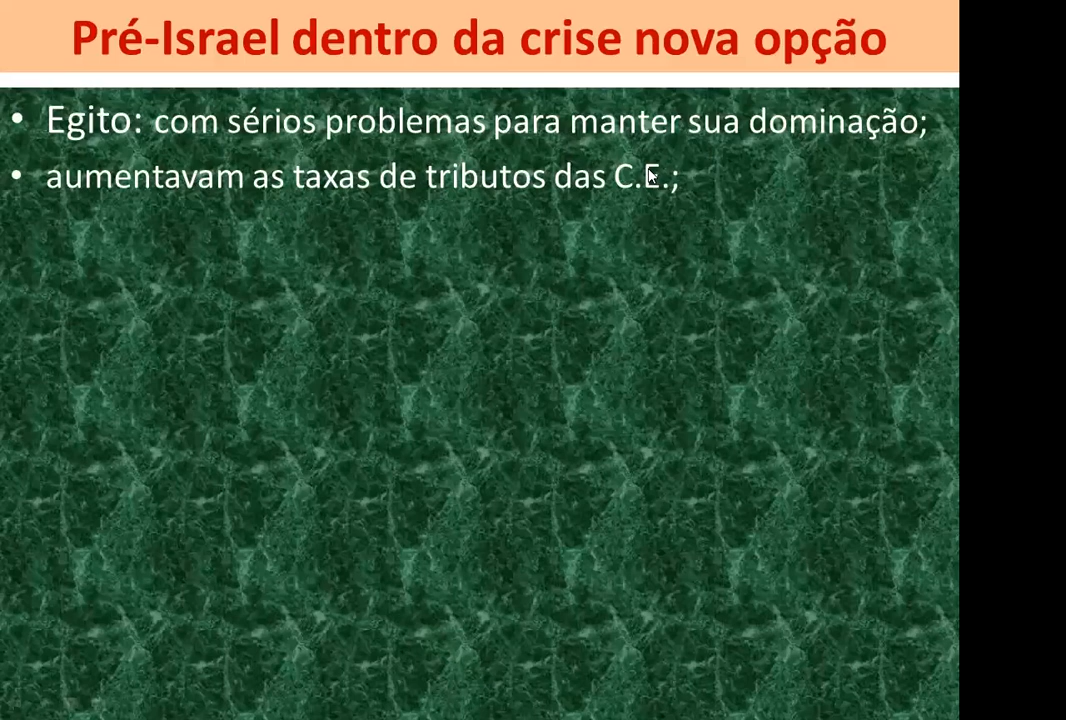 Pré-Israel dentro da crise nova opção
• Egito: com sérios problemas para manter sua dominação;
• aumentavam as taxas de tributos das C.E.;